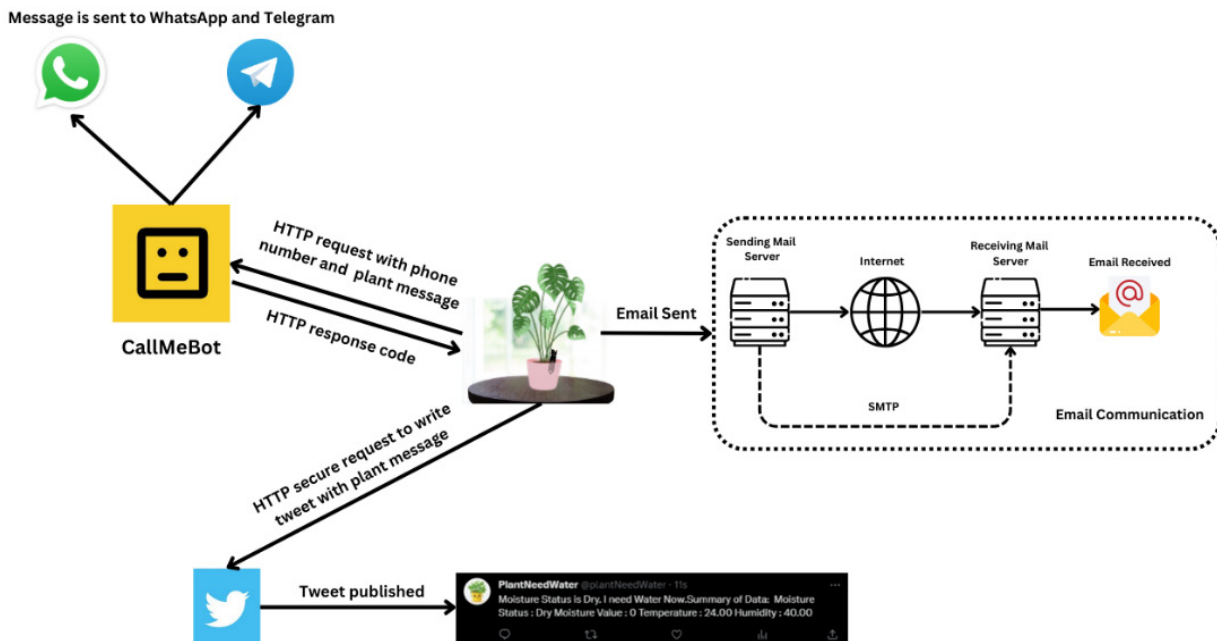 Message is sent to WhatsApp and Telegram
HTTP request with phone
number and plant message
HTTP response code
CallMeBot
Email Sent
Sending Mail
Server
Internet
Receiving Mail
Server
Email Received
SMTP
Email Communication
HTTP secure request to write
tweet with plant message
Tweet published
PlantNeedWater @plantNeedWater · 11s
Moisture Status is Dry, I need Water Now.Summary of Data: Moisture
Status : Dry Moisture Value : 0 Temperature : 24.00 Humidity : 40.00